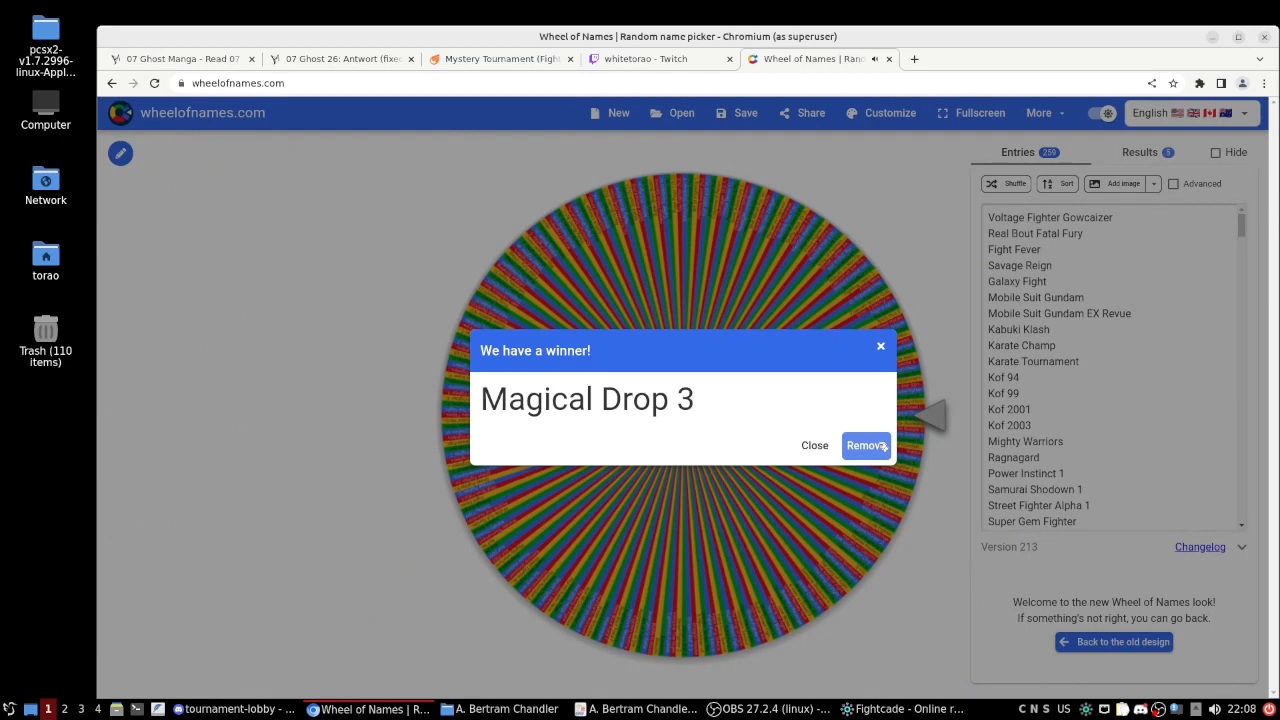 pcsx2-
v1.7.2996-
linux-Appl...
Computer
Network
torao
Trash (110
items)
Wheel of Names | Random name picker - Chromium (as superuser)
07 Ghost Manga - Read 07
07 Ghost 26: Antwort (fixed
Mystery Tournament (Figh
whitetorao - Twitch
Wheel of Names | Rand
wheelofnames.com
wheelofnames.com
New
Open
Save
Share
Customize
Fullscreen
More
English
Entries 259
Results 5
Hide
Shuffle
Sort
Add image
Advanced
Voltage Fighter Gowcaizer
Real Bout Fatal Fury
Fight Fever
Savage Reign
Galaxy Fight
Mobile Suit Gundam
Mobile Suit Gundam EX Revue
Kabuki Klash
Karate Champ
Karate Tournament
Kof 94
Kof 99
Kof 2001
Kof 2003
Mighty Warriors
Ragnagard
Power Instinct 1
Samurai Shodown 1
Street Fighter Alpha 1
Super Gem Fighter
We have a winner!
Magical Drop 3
Close
Remove
Version 213
Changelog
Welcome to the new Wheel of Names look!
If something's not right, you can go back.
Back to the old design
1 2 3 4
tournament-lobby - ...
Wheel of Names | R...
A. Bertram Chandler
A. Bertram Chandle...
OBS 27.2.4 (linux) -...
Fightcade - Online r...
C N S US
22:08